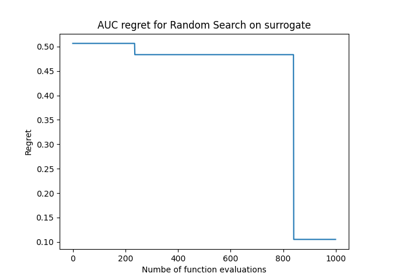 AUC regret for Random Search on surrogate
0.50
0.45
0.40
0.35
0.30
0.25
0.20
0.15
0.10
Regret
0 200 400 600 800 1000
Numbe of function evaluations